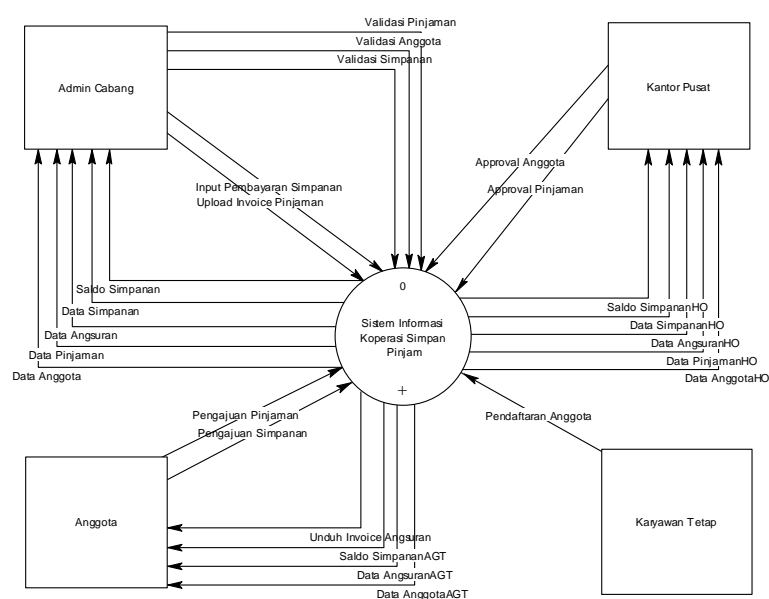 Validasi Pinjaman
Validasi Anggota
Validasi Simpanan
Admin Cabang
Kantor Pusat
Approval Anggota
Approval Pinjaman
Input Pembayaran Simpanan
Upload Invoice Pinjaman
0
Sistem Informasi
Koperasi Simpan
Pinjam
+
Saldo Simpanan
Data Simpanan
Data Angsuran
Data Pinjaman
Data Anggota
Saldo SimpananHO
Data SimpananHO
Data AngsuranHO
Data PinjamanHO
Data AnggotaHO
Pengajuan Pinjaman
Pengajuan Simpanan
Pendaftaran Anggota
Anggota
Karyawan Tetap
Unduh Invoice Angsuran
Saldo SimpananAGT
Data AngsuranAGT
Data AnggotaAGT